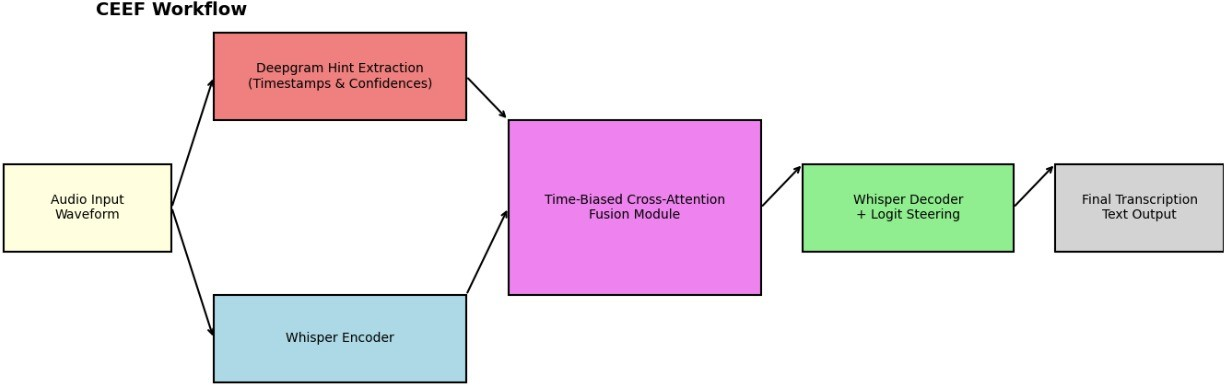 CEEF Workflow
Deepgram Hint Extraction
(Timestamps & Confidences)
Audio Input
Waveform
Time-Biased Cross-Attention
Fusion Module
Whisper Decoder
+ Logit Steering
Final Transcription
Text Output
Whisper Encoder